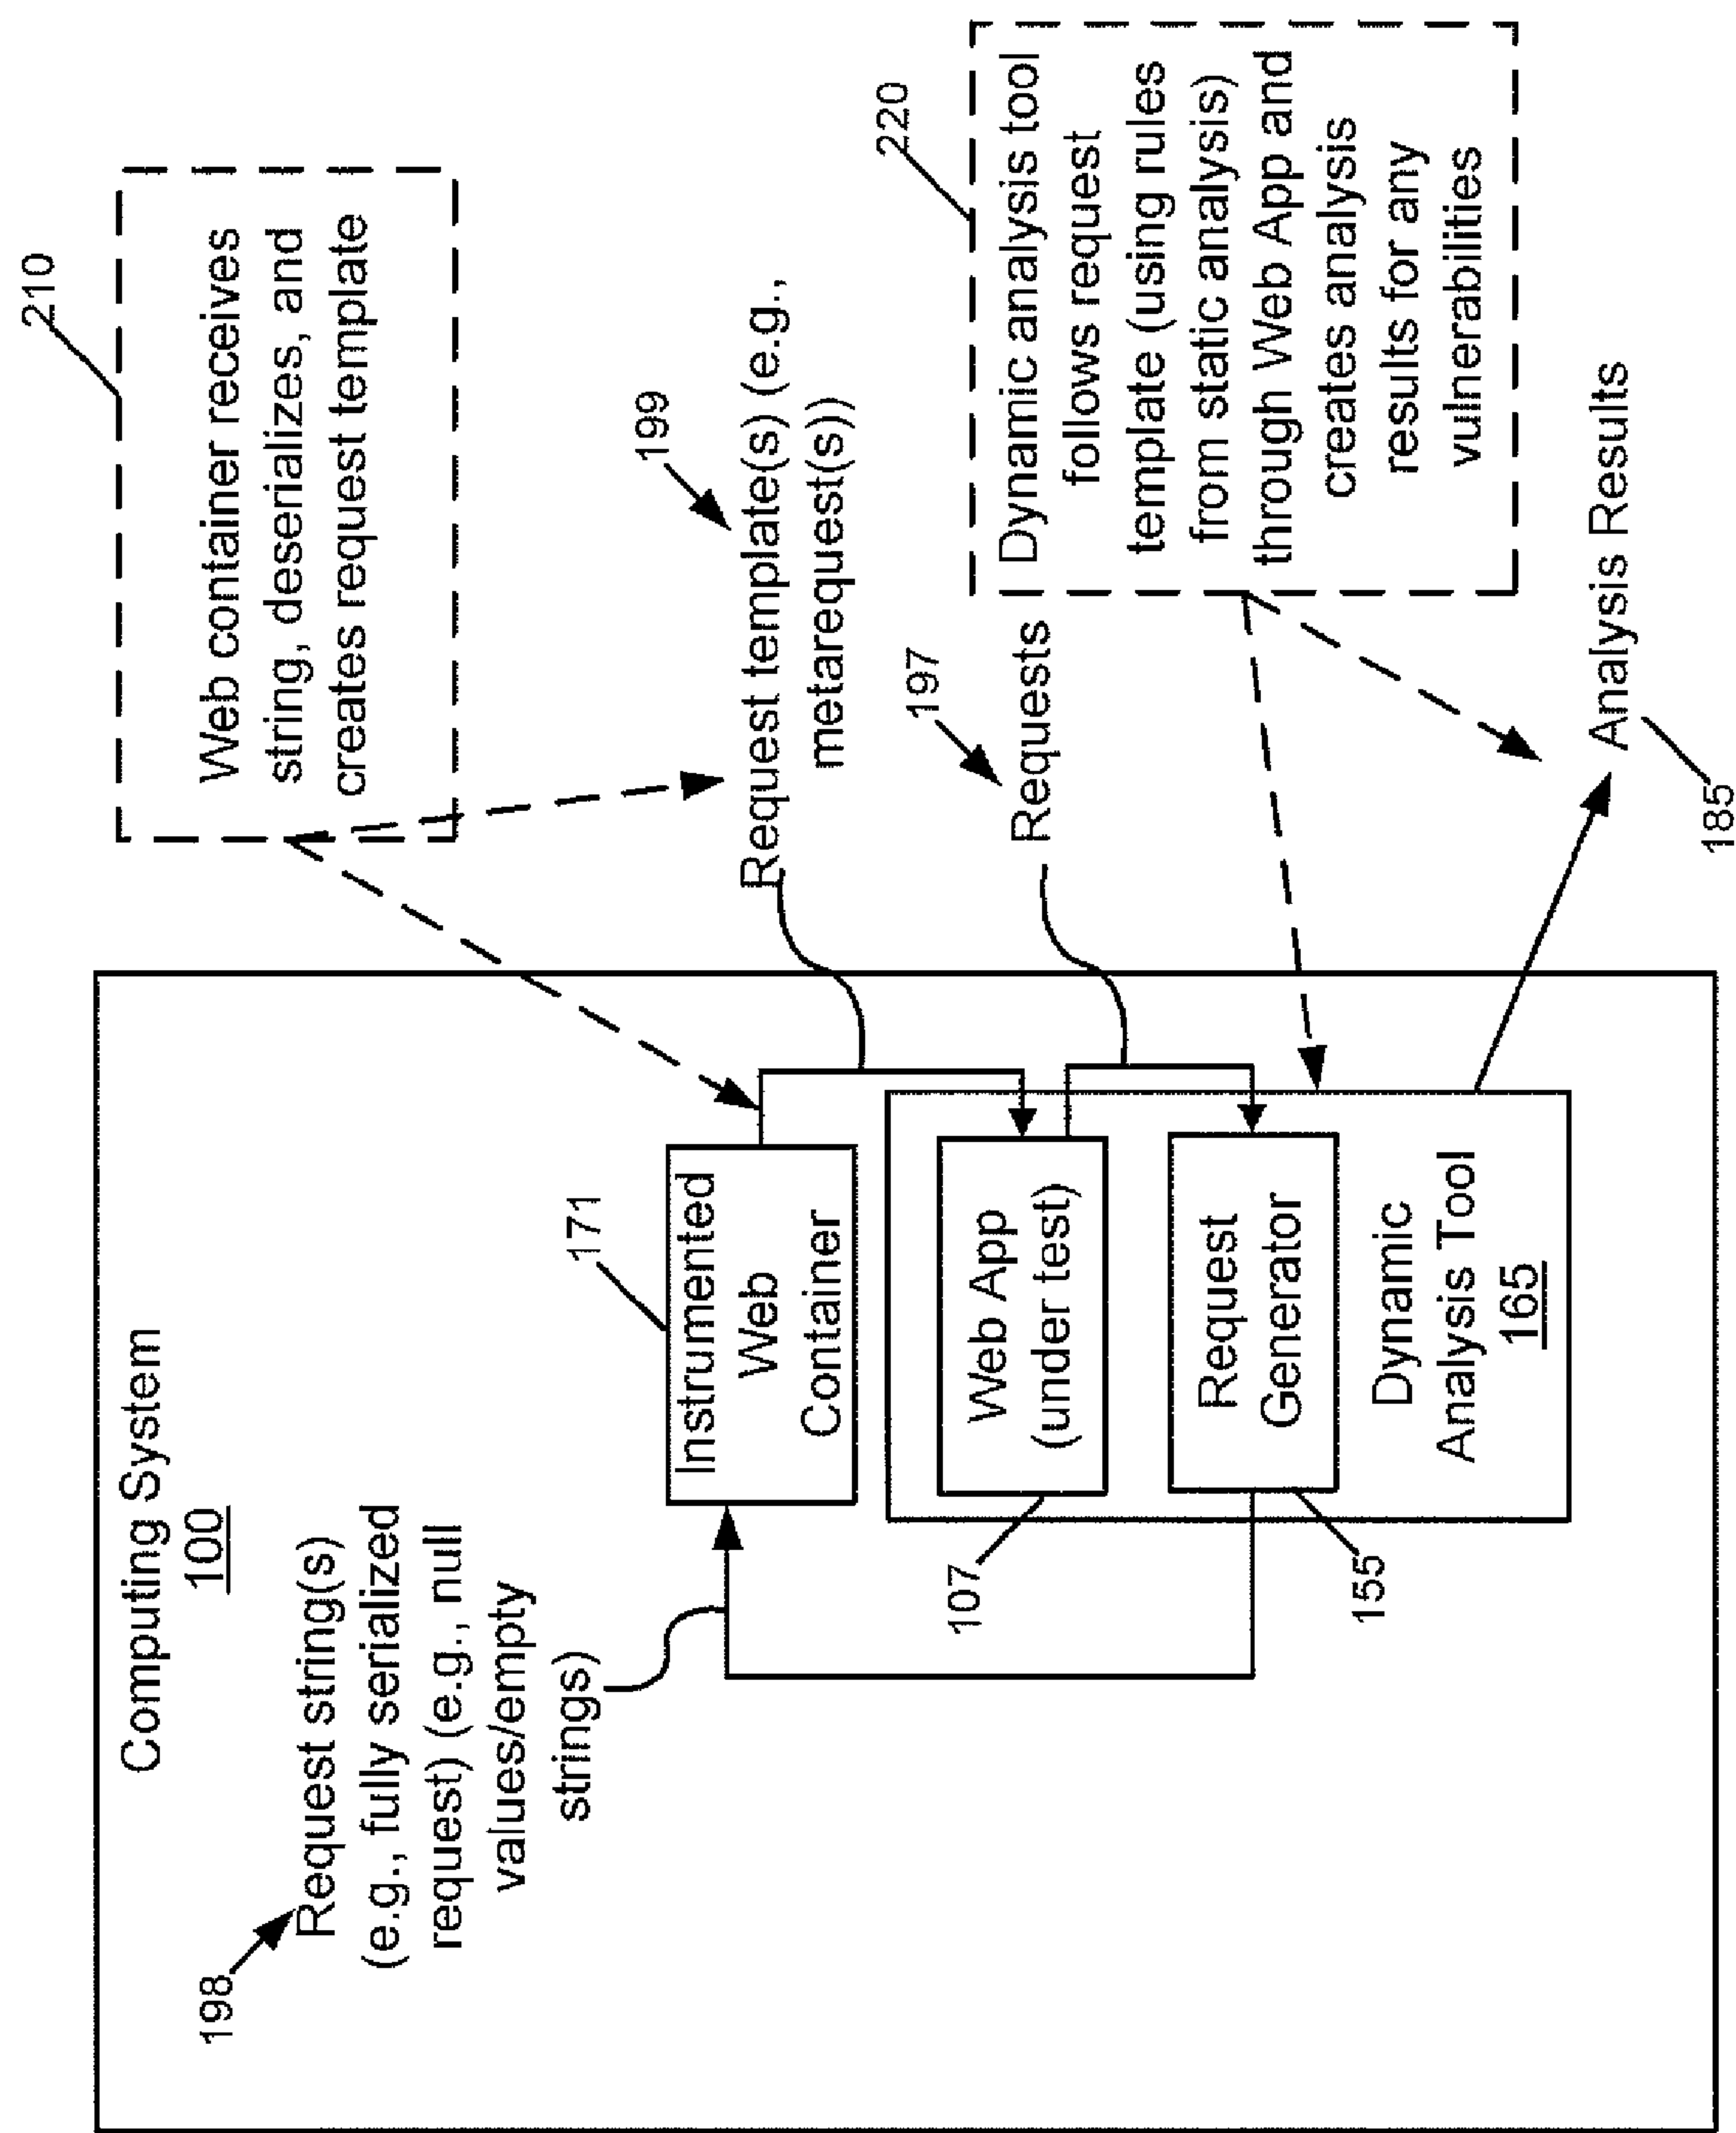 Computing System
100
198
Request string(s)
(e.g., fully serialized
request) (e.g., null
values/empty
strings)
171
Instrumented
Web
Container
107
Web App
(under test)
155
Request
Generator
Dynamic
Analysis Tool
165
210
Web container receives
string, deserializes, and
creates request template
199
Request template(s) (e.g.,
metarequest(s))
197
Requests
220
Dynamic analysis tool
follows request
template (using rules
from static analysis)
through Web App and
creates analysis
results for any
vulnerabilities
Analysis Results
185